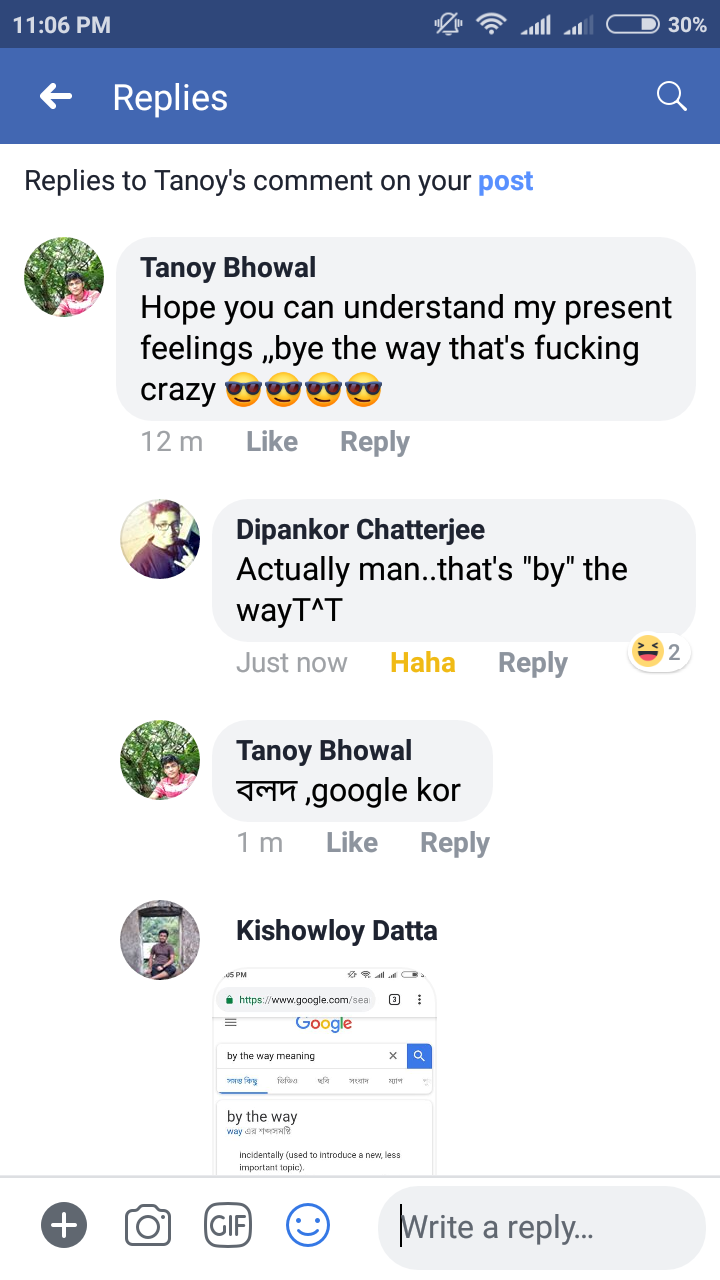 11:06 PM
30%
Replies
Replies to Tanoy's comment on your post
Tanoy Bhowal
Hope you can understand my present
feelings ,,bye the way that's fucking
crazy 😎😎😎😎
12 m Like Reply
Dipankor Chatterjee
Actually man..that's "by" the
wayT^T
Just now Haha Reply
😆 2
Tanoy Bhowal
বলদ ,google kor
1 m Like Reply
Kishowloy Datta
:05 PM
https://www.google.com/sea
3
Google
by the way meaning
সমস্ত কিছু ভিডিও ছবি সংবাদ ম্যাপ
by the way
way এর শব্দসমষ্টি
incidentally (used to introduce a new, less
important topic).
GIF
Write a reply...